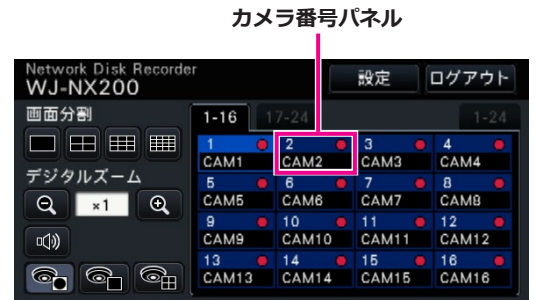 カメラ番号パネル
Network Disk Recorder
WJ-NX200
設定
ログアウト
画面分割
1-16
17-24
1-24
1
2
3
4
CAM1
CAM2
CAM3
CAM4
デジタルズーム
5
6
7
8
CAM5
CAM6
CAM7
CAM8
×1
9
10
11
12
CAM9
CAM10
CAM11
CAM12
13
14
15
16
CAM13
CAM14
CAM15
CAM16